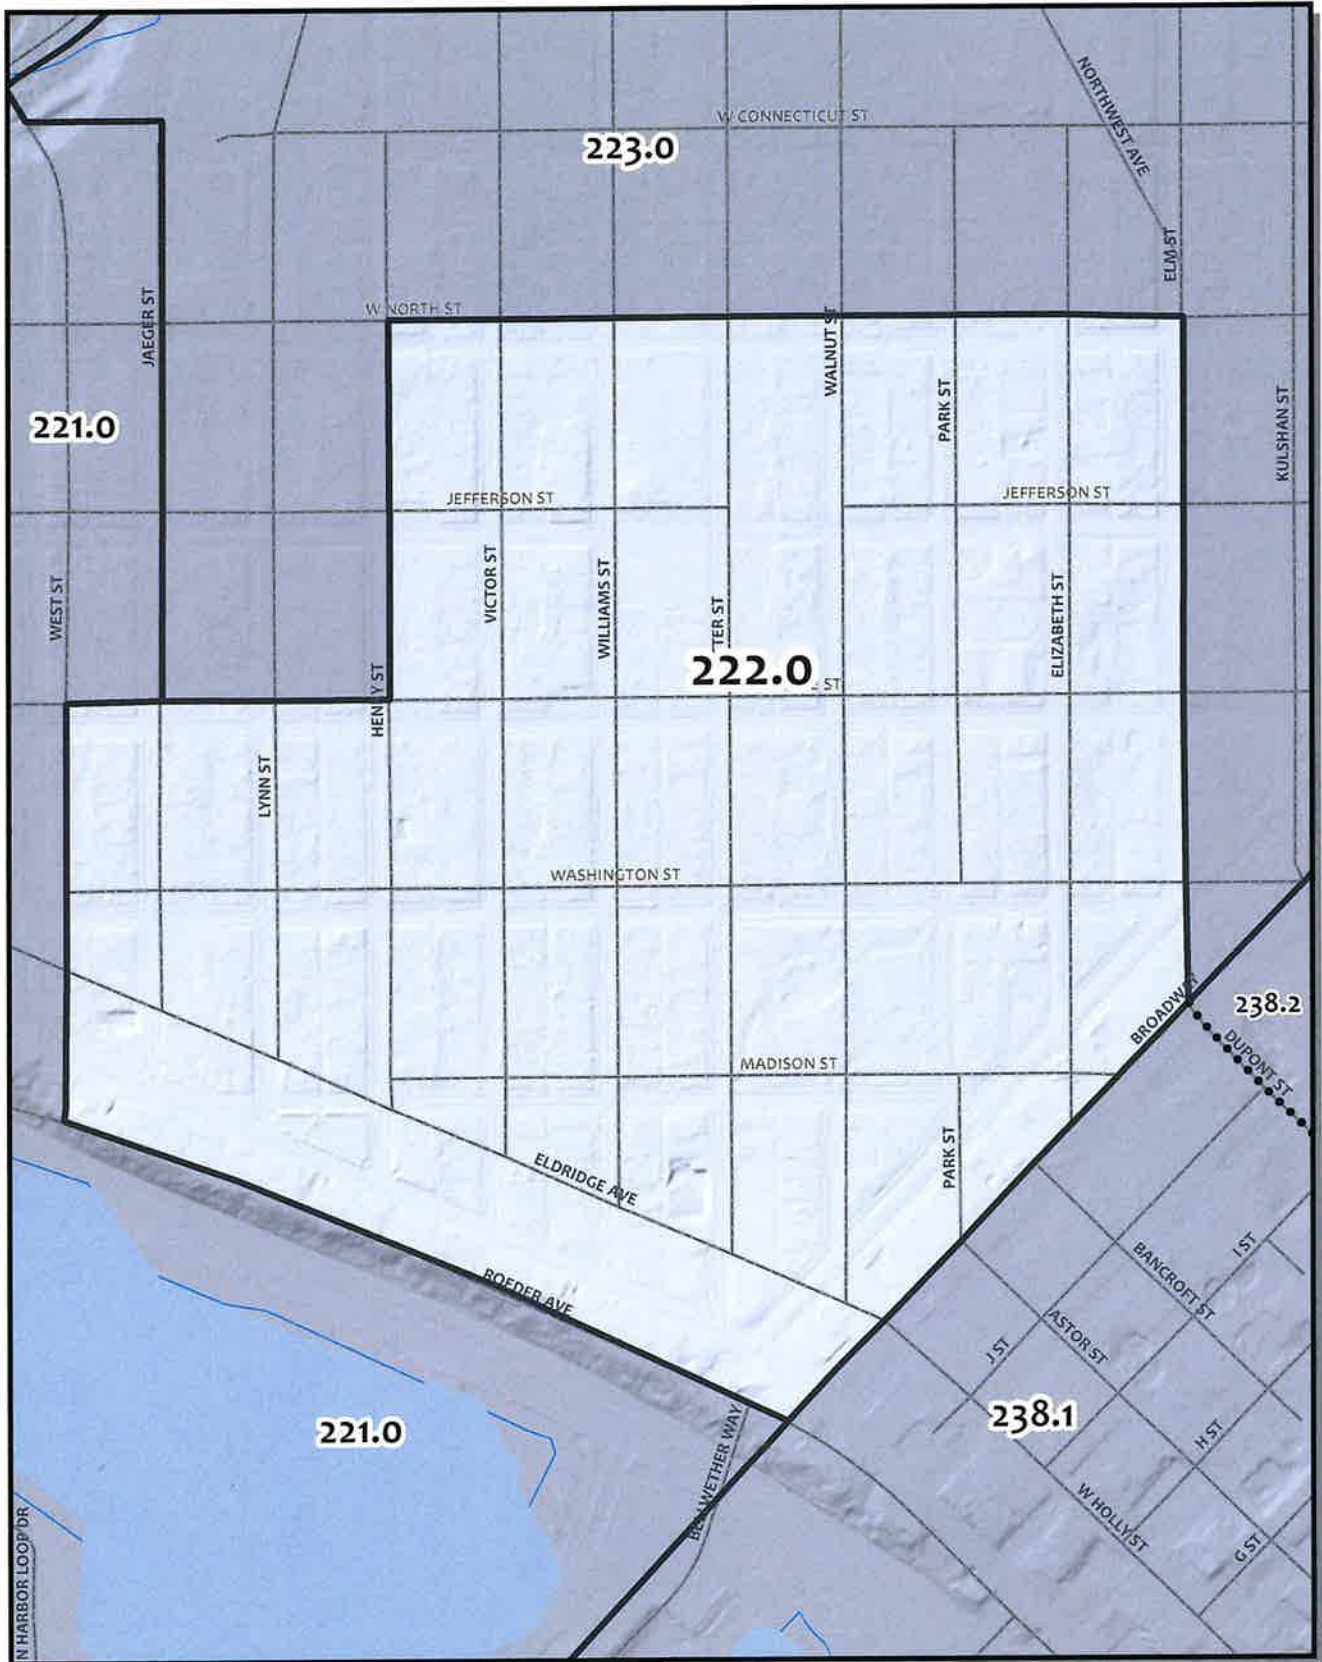 W CONNECTICUT ST
NORTHWEST AVE
223.0
ELM ST
JAEGER ST
W NORTH ST
WALNUT ST
PARK ST
KULSHAN ST
221.0
JEFFERSON ST
JEFFERSON ST
WEST ST
VICTOR ST
WILLIAMS ST
TER ST
ELIZABETH ST
222.0
ST
HENRY ST
LYNN ST
WASHINGTON ST
BROADWAY
238.2
DUPONT ST
MADISON ST
PARK ST
ELDRIDGE AVE
ROEDER AVE
BANCROFT ST
I ST
ASTOR ST
J ST
221.0
238.1
BELLWETHER WAY
H ST
W HOLLY ST
G ST
N HARBOR LOOP DR